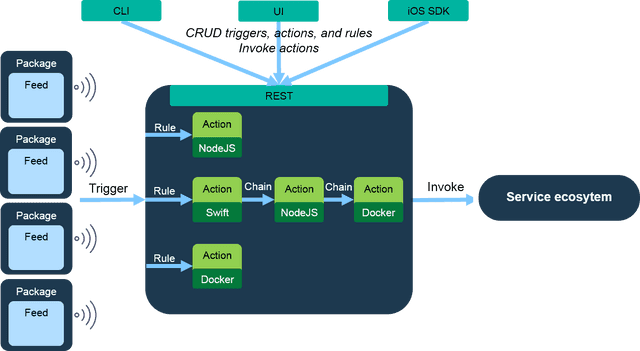 CLI
UI
iOS SDK
CRUD triggers, actions, and rules
Invoke actions
REST
Package
Feed
Package
Feed
Package
Feed
Package
Feed
Trigger
Rule
Action
NodeJS
Rule
Action
Swift
Chain
Action
NodeJS
Chain
Action
Docker
Rule
Action
Docker
Invoke
Service ecosytem